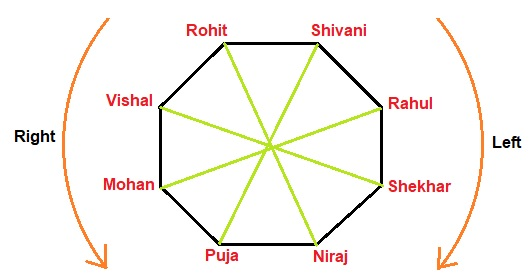 Rohit Shivani
Vishal Rahul
Right Left
Mohan Shekhar
Puja Niraj